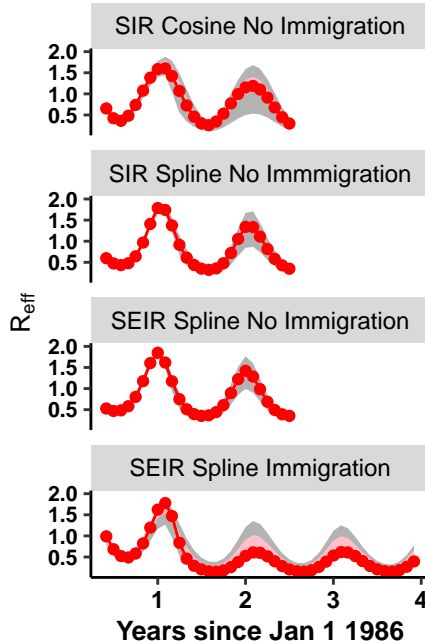 SIR Cosine No Immigration
2.0
1.5
1.0
0.5
SIR Spline No Immmigration
2.0
1.5
1.0
0.5
R_eff
SEIR Spline No Immigration
2.0
1.5
1.0
0.5
SEIR Spline Immigration
2.0
1.5
1.0
0.5
1 2 3 4
Years since Jan 1 1986